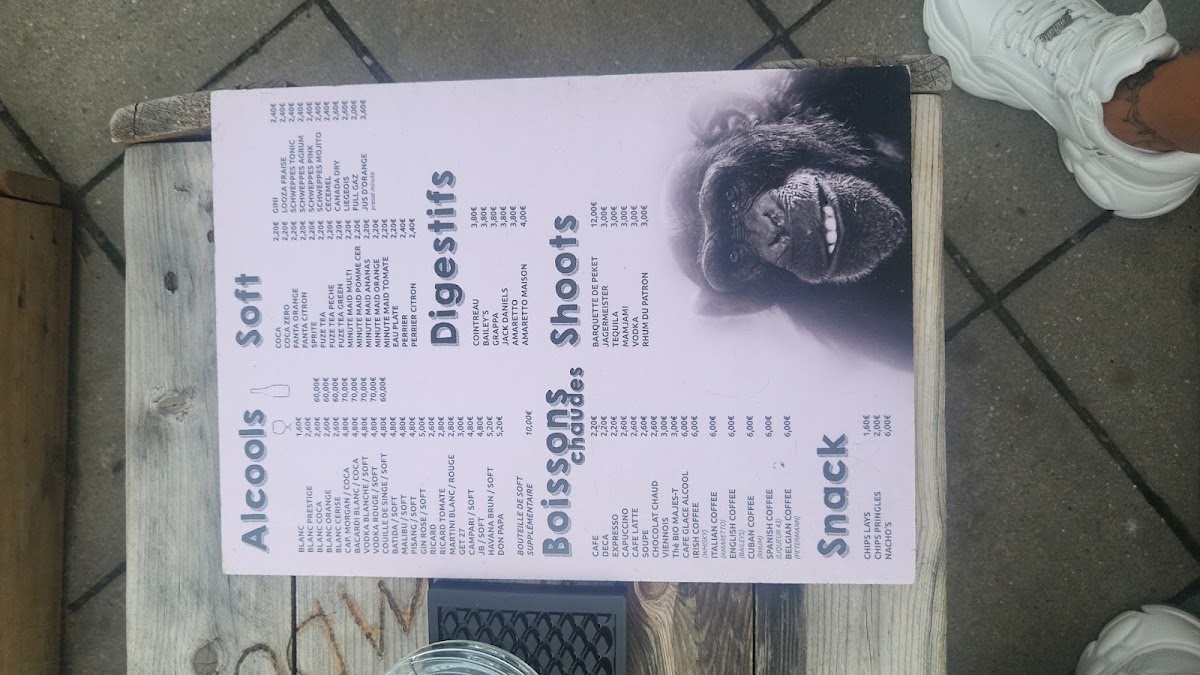 Alcools
BLANC 1,60€
BLANC PRESTIGE 2,60€
BLANC COCA 2,60€ 60,00€
BLANC ORANGE 2,60€ 60,00€
BLANC CERISE 2,60€ 60,00€
CAP. MORGAN / COCA 4,80€ 70,00€
BACARDI BLANC / COCA 4,80€ 70,00€
VODKA BLANCHE / SOFT 4,80€ 70,00€
VODKA ROUGE / SOFT 4,80€ 70,00€
COUILLE DE SINGE / SOFT 4,80€ 60,00€
BATIDA / SOFT 4,80€
MALIBU / SOFT 4,80€
PISANG / SOFT 4,80€
GIN ROSE / SOFT 5,00€
RICARD 2,60€
RICARD TOMATE 2,80€
MARTINI BLANC / ROUGE 2,80€
GET 27 3,00€
CAMPARI / SOFT 4,80€
JB / SOFT 4,80€
HAVANA BRUN / SOFT 5,20€
DON PAPA 5,20€
BOUTEILLE DE SOFT
SUPPLÉMENTAIRE 10,00€
Soft
COCA 2,20€
COCA ZERO 2,20€
FANTA ORANGE 2,20€
FANTA CITRON 2,20€
SPRITE 2,20€
FUZE TEA 2,20€
FUZE TEA PECHE 2,20€
FUZE TEA GREEN 2,20€
MINUTE MAID MULTI 2,20€
MINUTE MAID POMME CER 2,20€
MINUTE MAID ANANAS 2,20€
MINUTE MAID ORANGE 2,20€
MINUTE MAID TOMATE 2,20€
EAU PLATE 2,20€
PERRIER 2,40€
PERRIER CITRON 2,40€
GINI 2,40€
LOOZA FRAISE 2,40€
SCHWEPPES TONIC 2,40€
SCHWEPPES AGRUM 2,40€
SCHWEPPES PINK 2,40€
SCHWEPPES MOJITO 2,40€
CECEMEL 2,40€
CANADA DRY 2,60€
LIEGEOIS 2,60€
FULL GAZ 2,00€
JUS D'ORANGE 3,60€
pressé minute
Digestifs
COINTREAU 3,80€
BAILEY'S 3,80€
GRAPPA 3,80€
JACK DANIELS 3,80€
AMARETTO 3,80€
AMARETTO MAISON 4,00€
Boissons
chaudes
CAFE 2,20€
DECA 2,20€
EXPRESSO 2,20€
CAPUCCINO 2,60€
CAFE LATTE 2,60€
SOUPE 2,60€
CHOCOLAT CHAUD 2,60€
VIENNOIS 3,00€
Thé BIO MAJES-T 3,00€
CAFE GLACE ALCOOL 6,00€
IRISH COFFEE 6,00€
(WHISKY)
ITALIAN COFFEE 6,00€
(AMARETTO)
ENGLISH COFFEE 6,00€
(BAILEYS)
CUBAN COFFEE 6,00€
(RHUM)
SPANISH COFFEE 6,00€
(LIQUEUR 43)
BELGIAN COFFEE 6,00€
(PETERMANN)
Shoots
BARQUETTE DE PEKET 12,00€
JAGERMEISTER 3,00€
TEQUILA 3,00€
MAMJAMI 3,00€
VODKA 3,00€
RHUM DU PATRON 3,00€
Snack
CHIPS LAYS 1,60€
CHIPS PRINGLES 2,00€
NACHO'S 6,00€